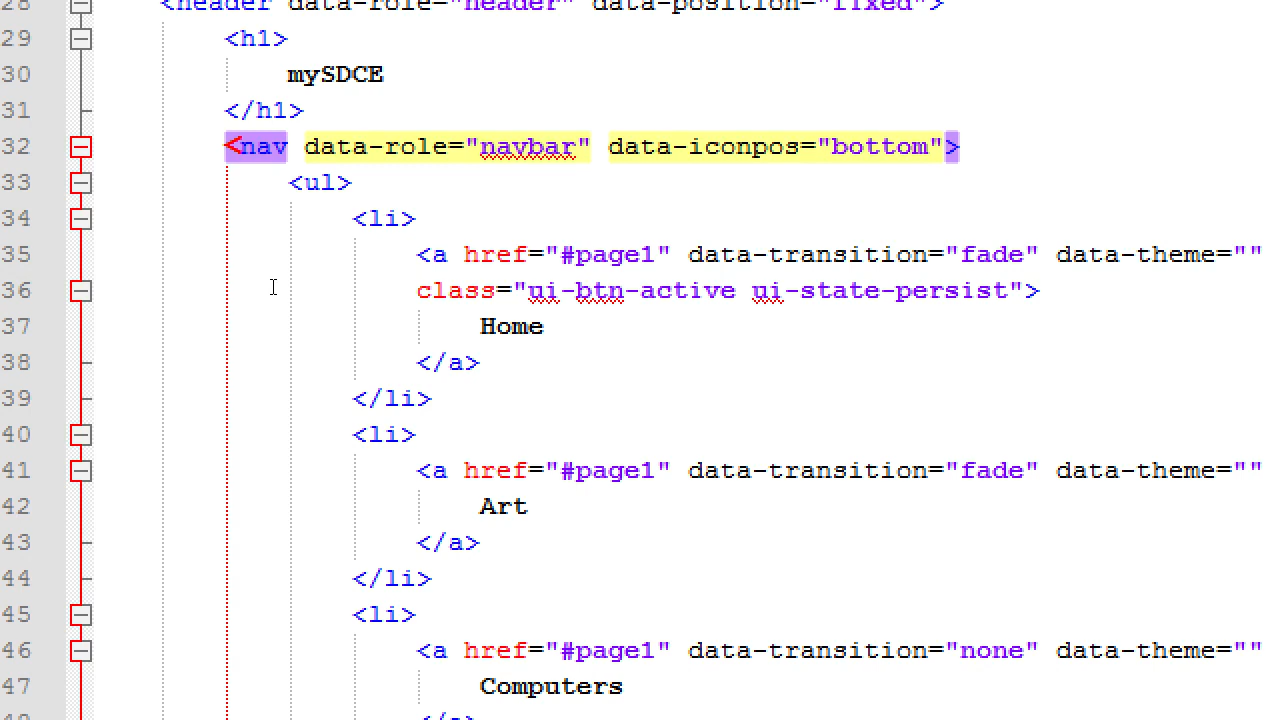 28 <header data-role="header" data-position="fixed">
29 <h1>
30 mySDCE
31 </h1>
32 <nav data-role="navbar" data-iconpos="bottom">
33 <ul>
34 <li>
35 <a href="#page1" data-transition="fade" data-theme=""
36 class="ui-btn-active ui-state-persist">
37 Home
38 </a>
39 </li>
40 <li>
41 <a href="#page1" data-transition="fade" data-theme=""
42 Art
43 </a>
44 </li>
45 <li>
46 <a href="#page1" data-transition="none" data-theme=""
47 Computers
48 </a>